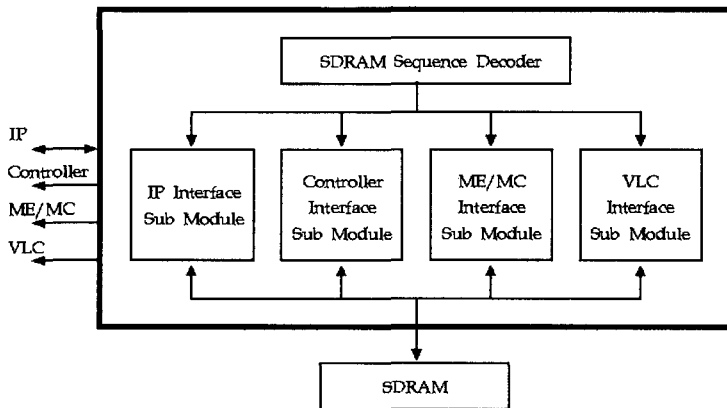 SDRAM Sequence Decoder
IP
Controller
ME/MC
VLC
IP Interface
Sub Module
Controller
Interface
Sub Module
ME/MC
Interface
Sub Module
VLC
Interface
Sub Module
SDRAM